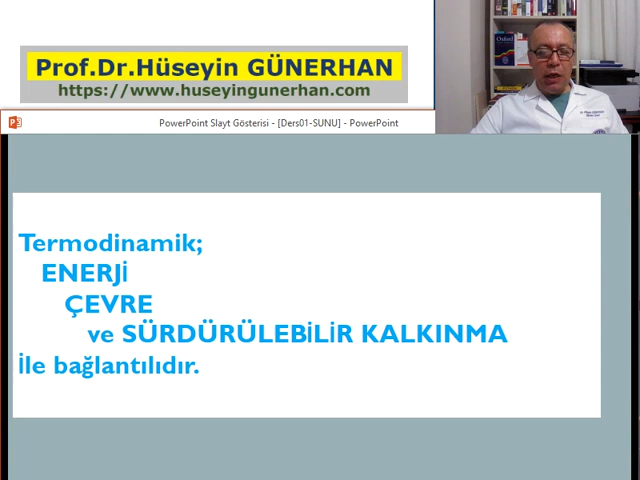 Prof.Dr.Hüseyin GÜNERHAN
https://www.huseyingunerhan.com
Oxford
PowerPoint Slayt Gösterisi - [Ders01-SUNU] - PowerPoint
Termodinamik;
ENERJİ
ÇEVRE
ve SÜRDÜRÜLEBİLİR KALKINMA
İle bağlantılıdır.